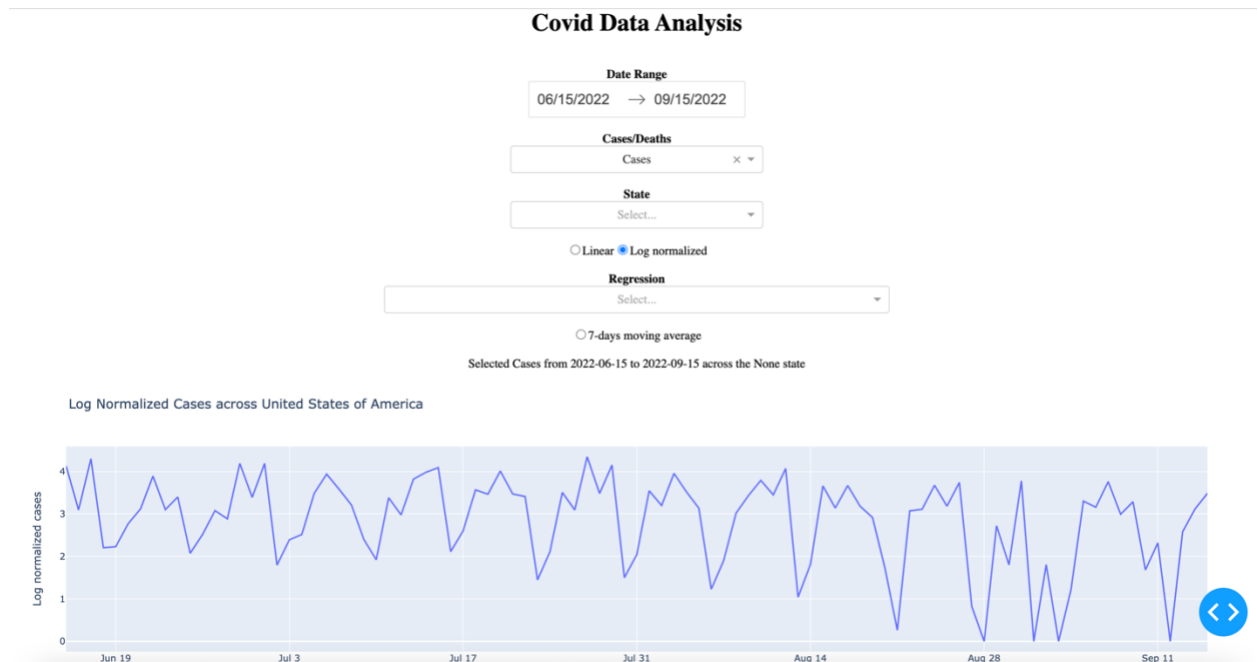 Covid Data Analysis
Date Range
06/15/2022 → 09/15/2022
Cases/Deaths
Cases × 
State
Select...
Linear Log normalized
Regression
Select...
7-days moving average
Selected Cases from 2022-06-15 to 2022-09-15 across the None state
Log Normalized Cases across United States of America
Log normalized cases
4
3
2
1
0
Jun 19 Jul 3 Jul 17 Jul 31 Aug 14 Aug 28 Sep 11